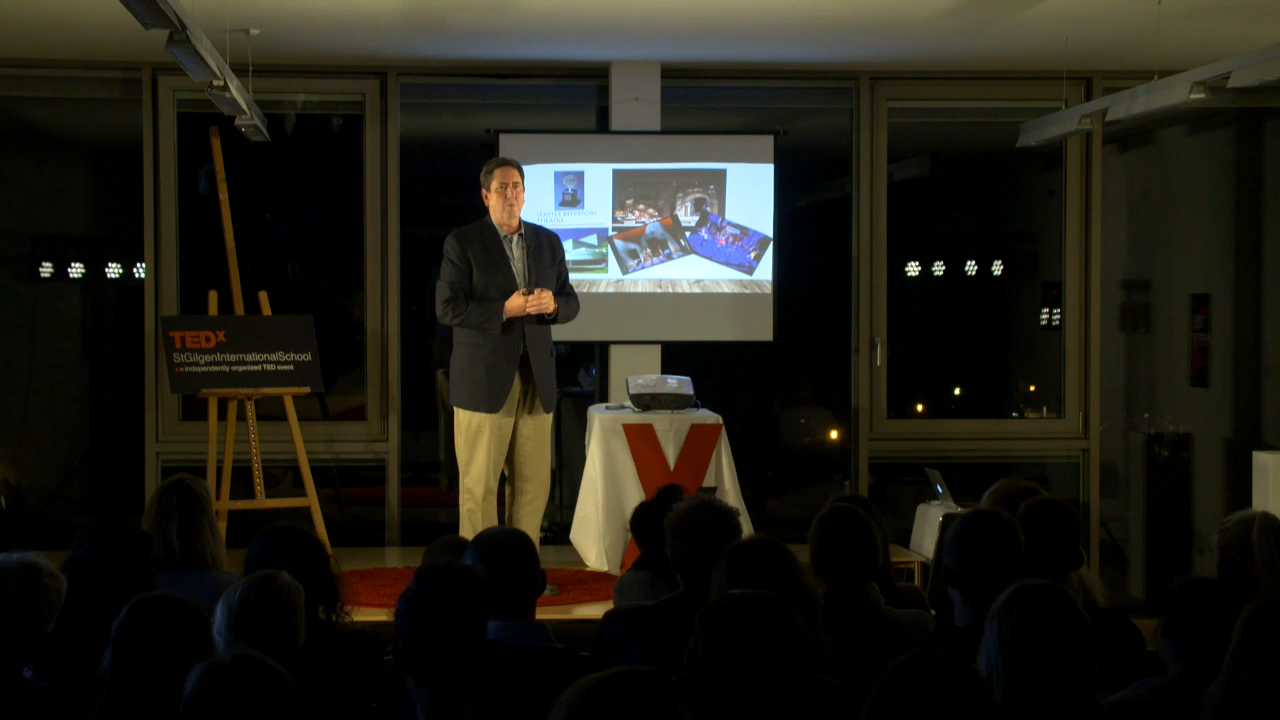 TEDx
StGilgenInternationalSchool
x = independently organized TED event
SEATTLE REPERTORY
THEATRE
X